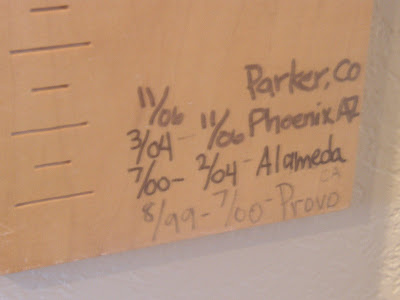 11/06 Parker, Co
3/04 - 11/06 Phoenix, AZ
7/00 - 2/04 - Alameda
CA
8/99 - 7/00 - Provo